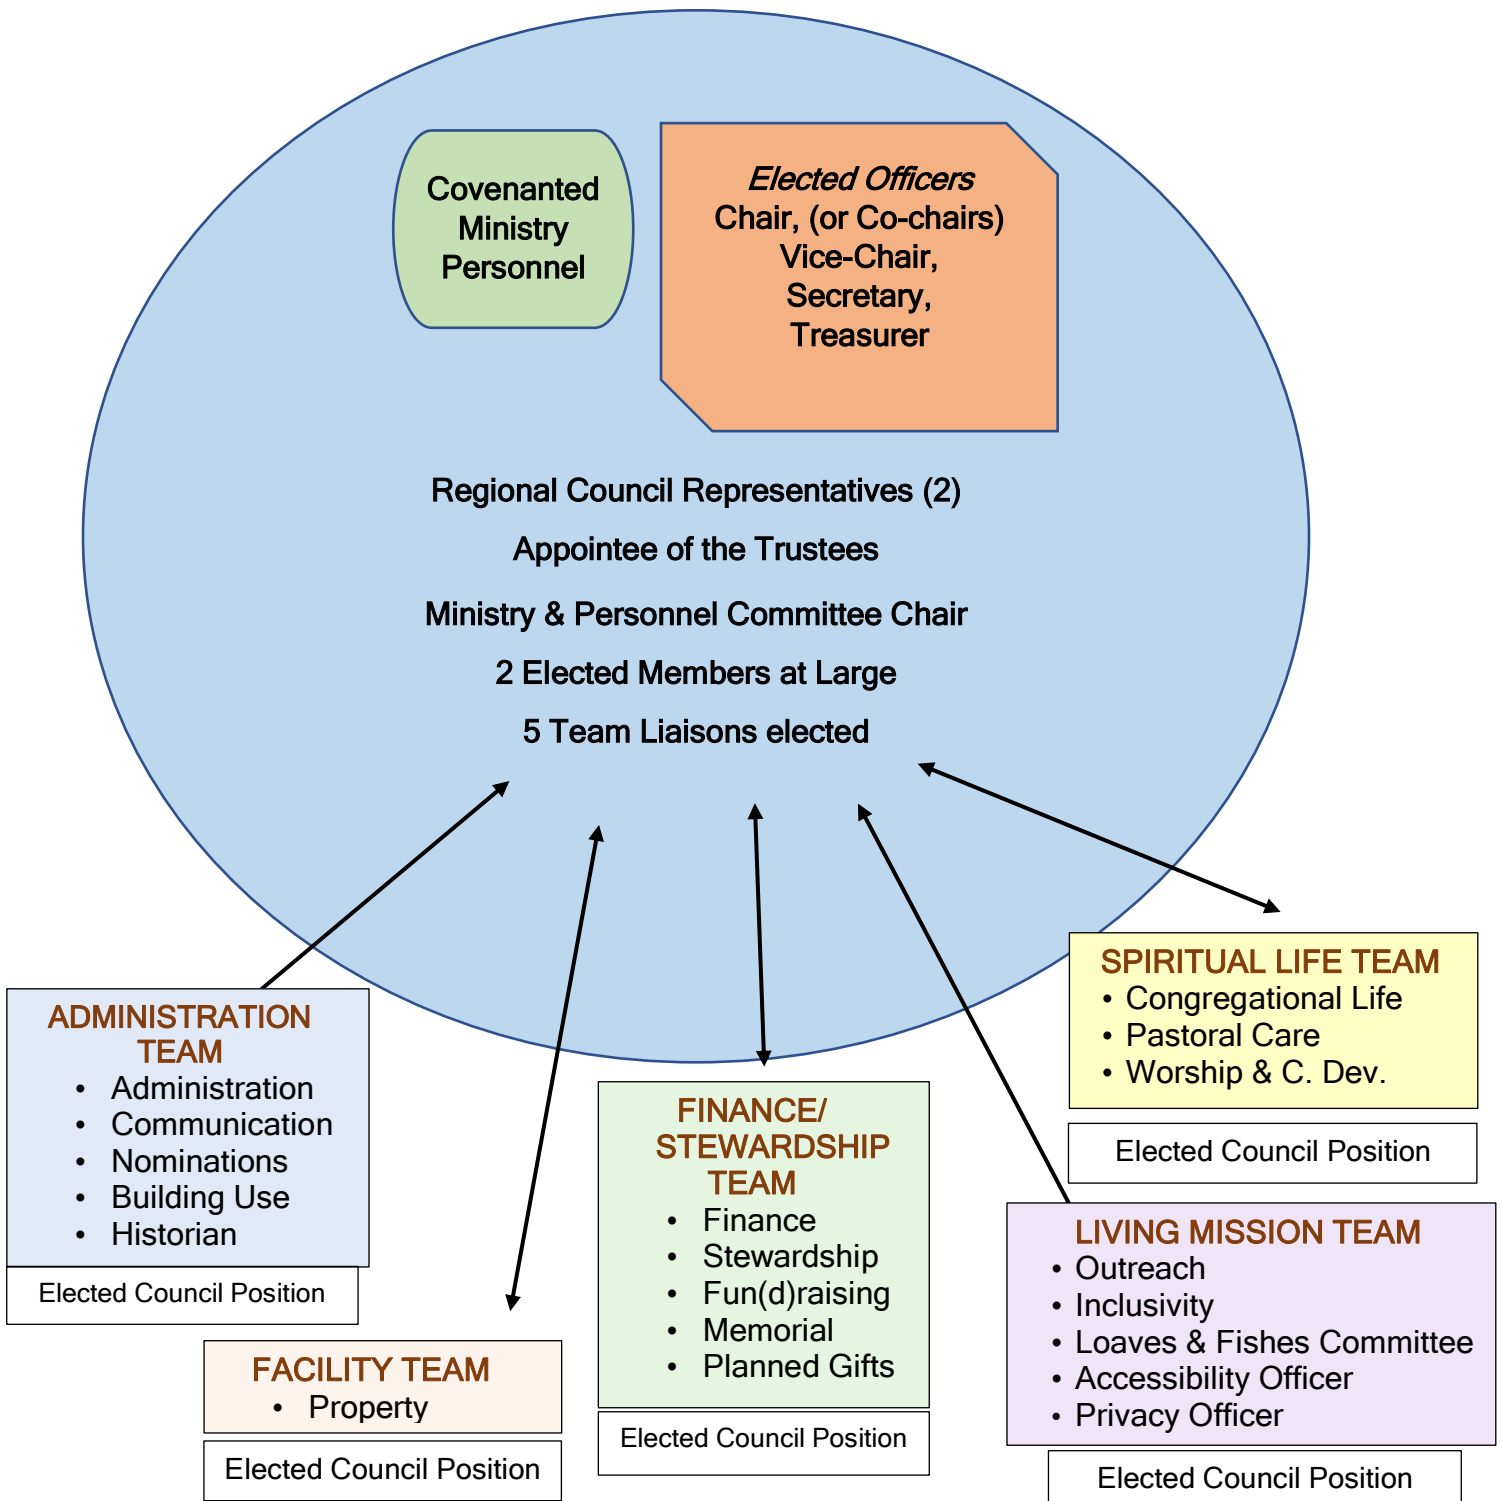 Covenanted
Ministry
Personnel
Elected Officers
Chair, (or Co-chairs)
Vice-Chair,
Secretary,
Treasurer
Regional Council Representatives (2)
Appointee of the Trustees
Ministry & Personnel Committee Chair
2 Elected Members at Large
5 Team Liaisons elected
ADMINISTRATION
TEAM
• Administration
• Communication
• Nominations
• Building Use
• Historian
Elected Council Position
FACILITY TEAM
• Property
Elected Council Position
FINANCE/
STEWARDSHIP
TEAM
• Finance
• Stewardship
• Fun(d)raising
• Memorial
• Planned Gifts
Elected Council Position
SPIRITUAL LIFE TEAM
• Congregational Life
• Pastoral Care
• Worship & C. Dev.
Elected Council Position
LIVING MISSION TEAM
• Outreach
• Inclusivity
• Loaves & Fishes Committee
• Accessibility Officer
• Privacy Officer
Elected Council Position